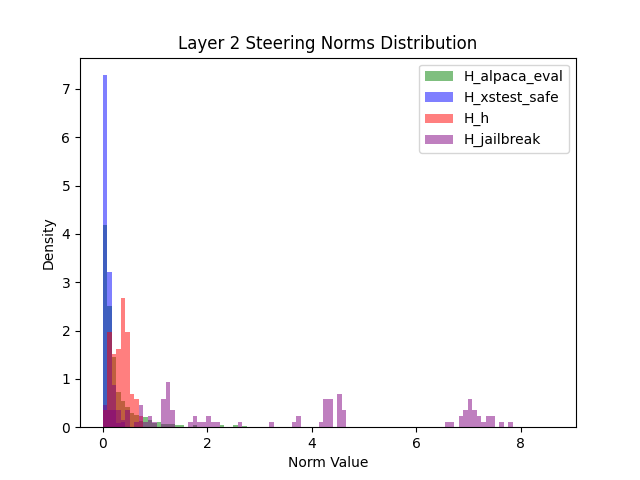 Layer 2 Steering Norms Distribution
H_alpaca_eval
H_xstest_safe
H_h
H_jailbreak
7
6
5
4
3
2
1
0
Density
0 2 4 6 8
Norm Value